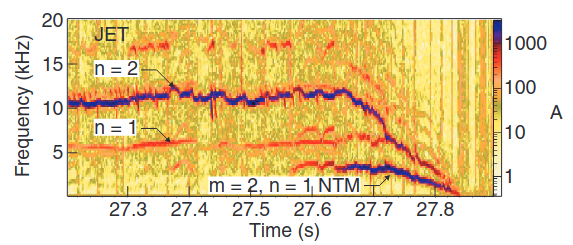 20
JET
1000
15
n = 2
100
10
A
n = 1
10
5
m = 2, n = 1 NTM
1
27.3 27.4 27.5 27.6 27.7 27.8
Time (s)
Frequency (kHz)